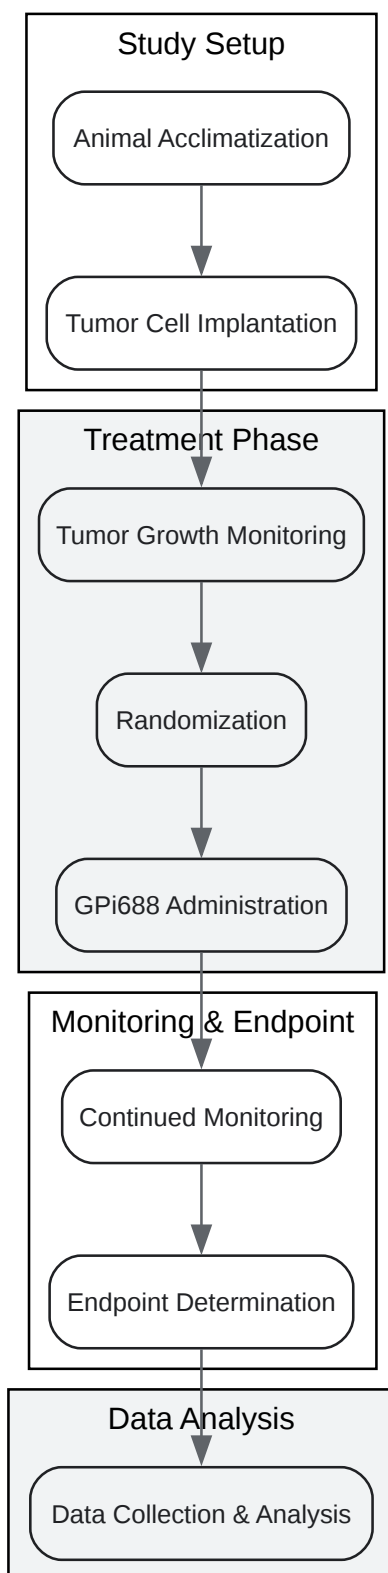 Study Setup
Animal Acclimatization
Tumor Cell Implantation
Treatment Phase
Tumor Growth Monitoring
Randomization
GPi688 Administration
Monitoring & Endpoint
Continued Monitoring
Endpoint Determination
Data Analysis
Data Collection & Analysis